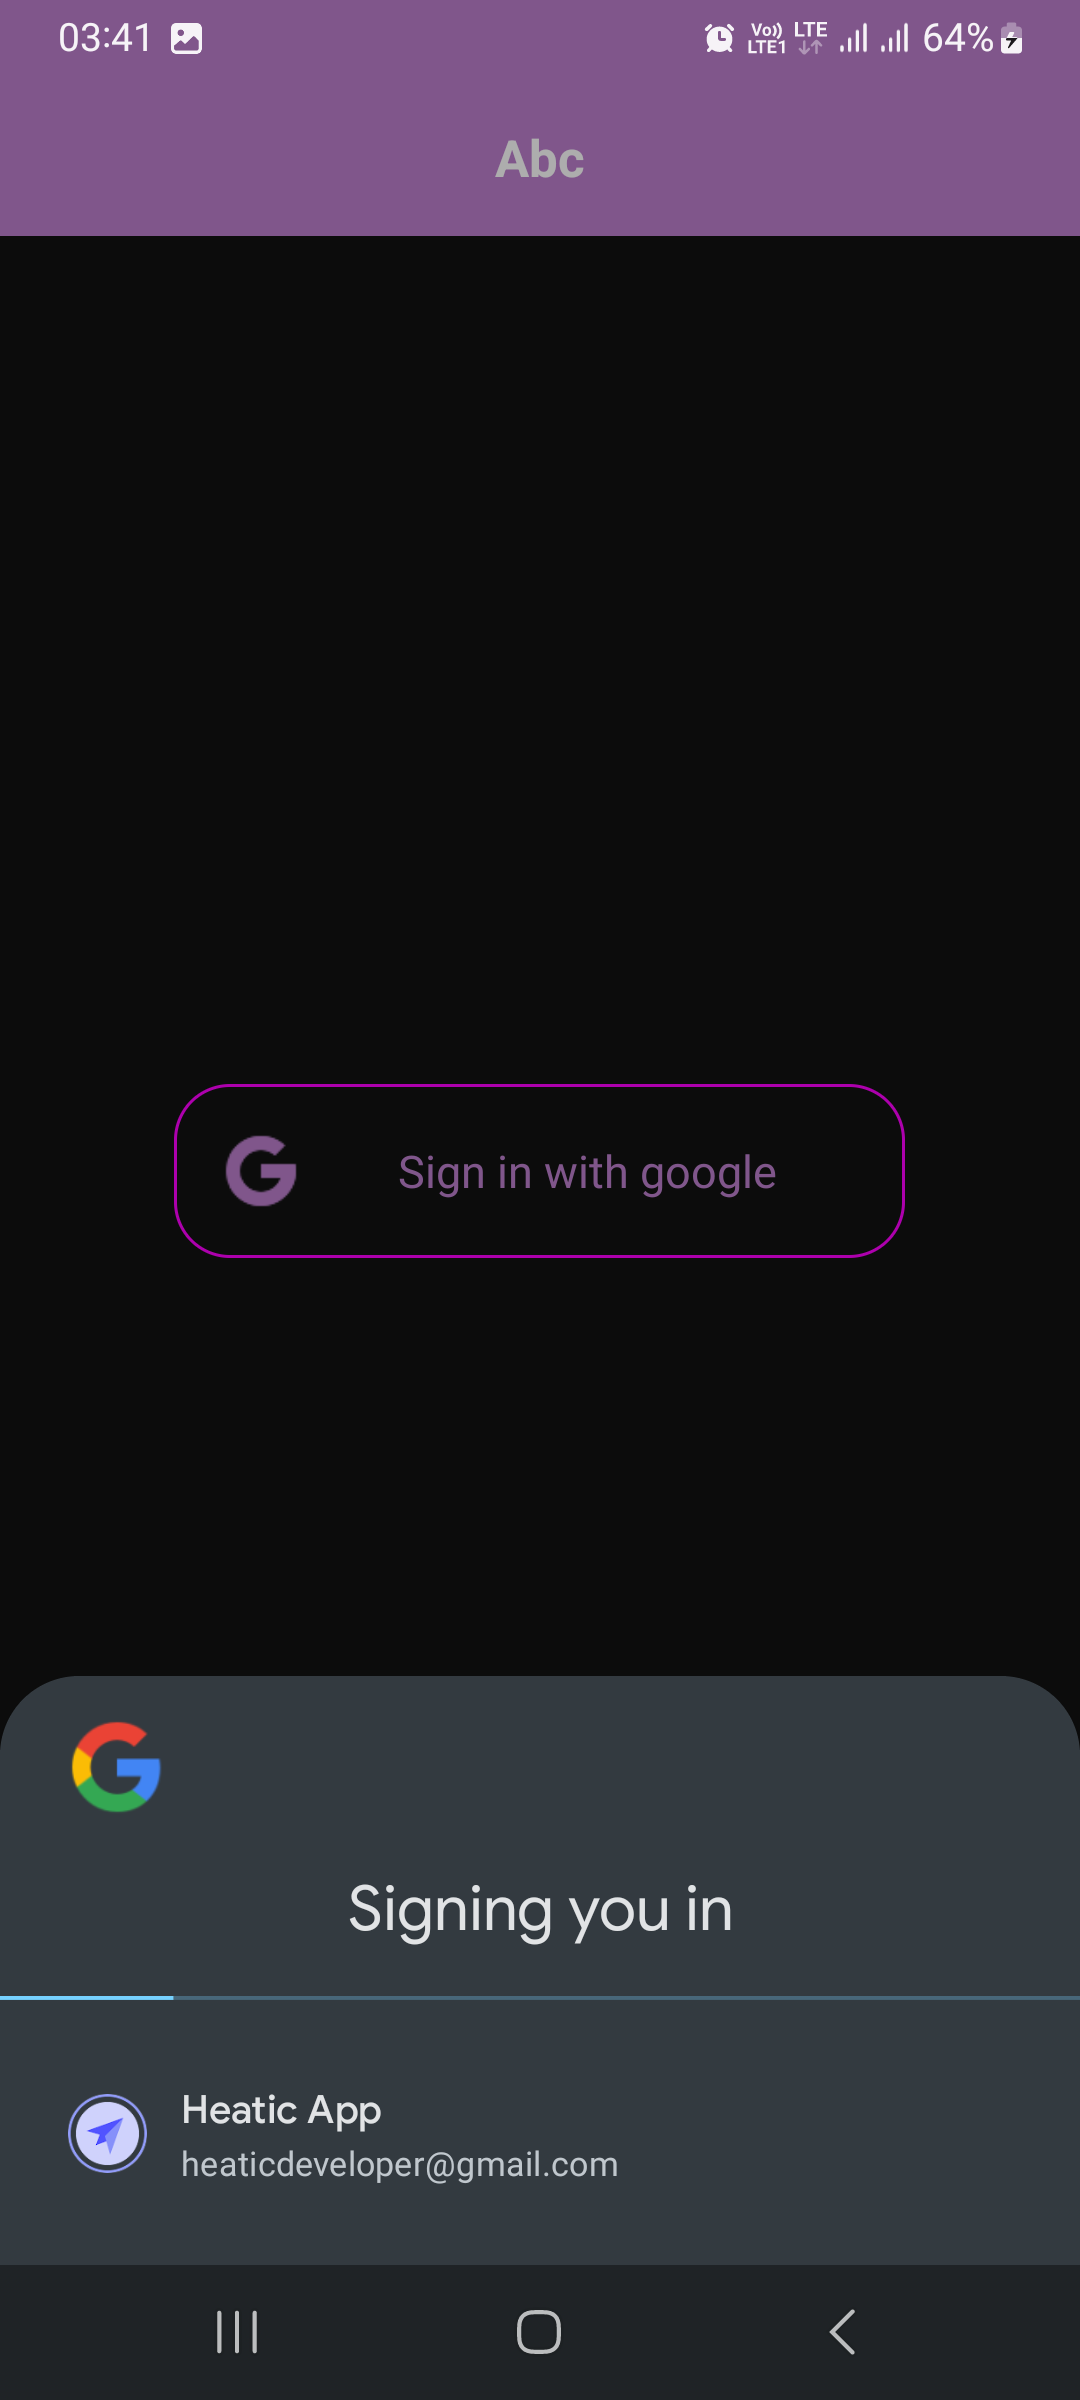 03:41 Vo)) LTE 64%
LTE1
Abc
Sign in with google
Signing you in
Heatic App
heaticdeveloper@gmail.com